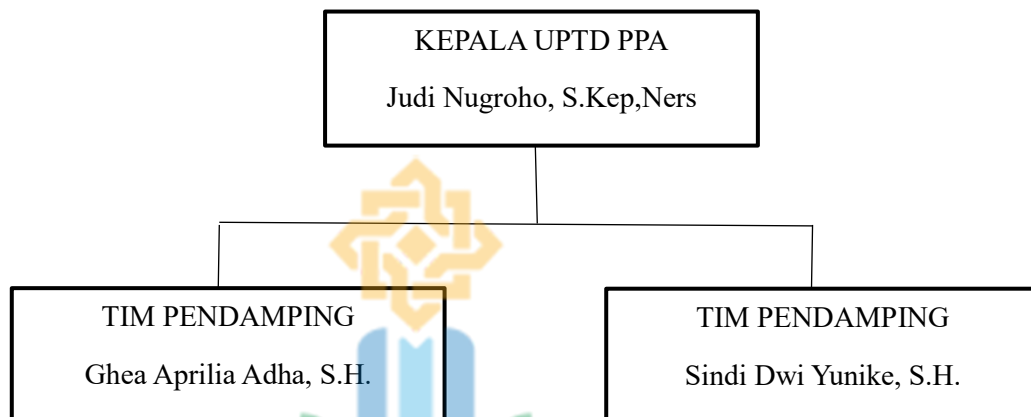 KEPALA UPTD PPA
Judi Nugroho, S.Kep,Ners
TIM PENDAMPING
Ghea Aprilia Adha, S.H.
TIM PENDAMPING
Sindi Dwi Yunike, S.H.